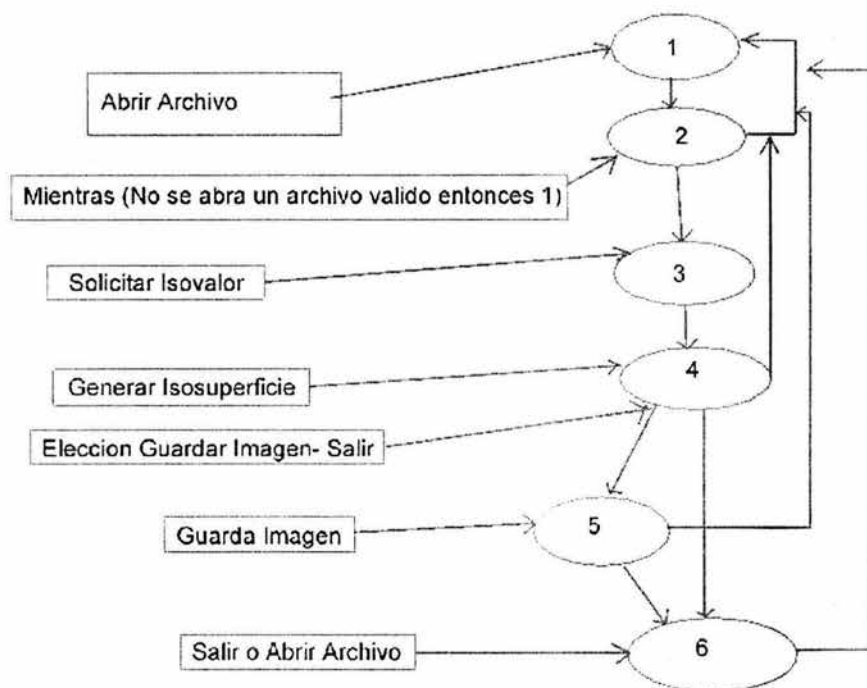 1
Abrir Archivo
2
Mientras (No se abra un archivo valido entonces 1)
3
Solicitar Isovalor
4
Generar Isosuperficie
Eleccion Guardar Imagen- Salir
5
Guarda Imagen
6
Salir o Abrir Archivo